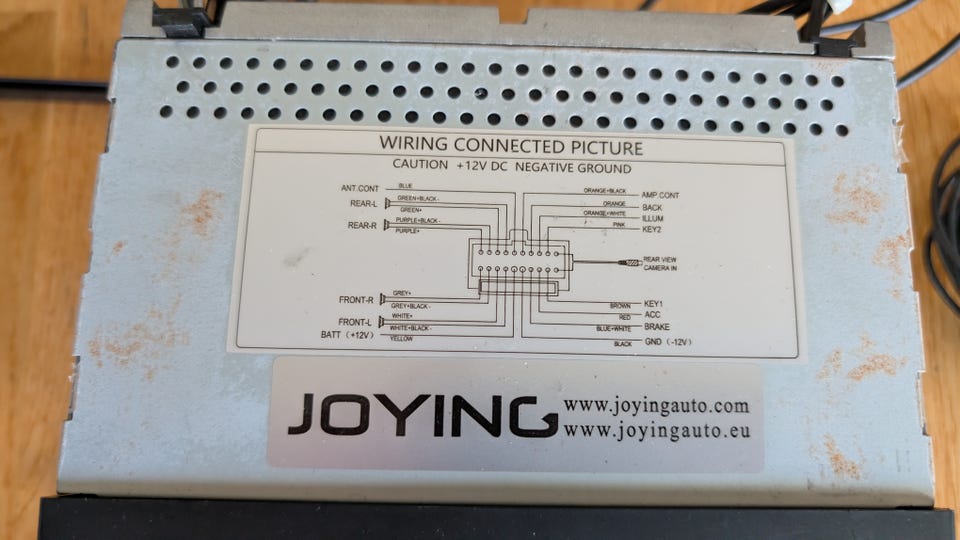 WIRING CONNECTED PICTURE
CAUTION +12V DC NEGATIVE GROUND
ANT.CONT BLUE
REAR-L GREEN+BLACK -
GREEN+
REAR-R PURPLE+BLACK -
PURPLE+
ORANGE+BLACK AMP.CONT
ORANGE BACK
ORANGE+WHITE ILLUM
PINK KEY2
REAR VIEW
CAMERA IN
FRONT-R GREY+
GREY+BLACK -
FRONT-L WHITE+
WHITE+BLACK -
BATT (+12V) YELLOW
BROWN KEY1
RED ACC
BLUE+WHITE BRAKE
BLACK GND (-12V)
JOYING
www.joyingauto.com
www.joyingauto.eu